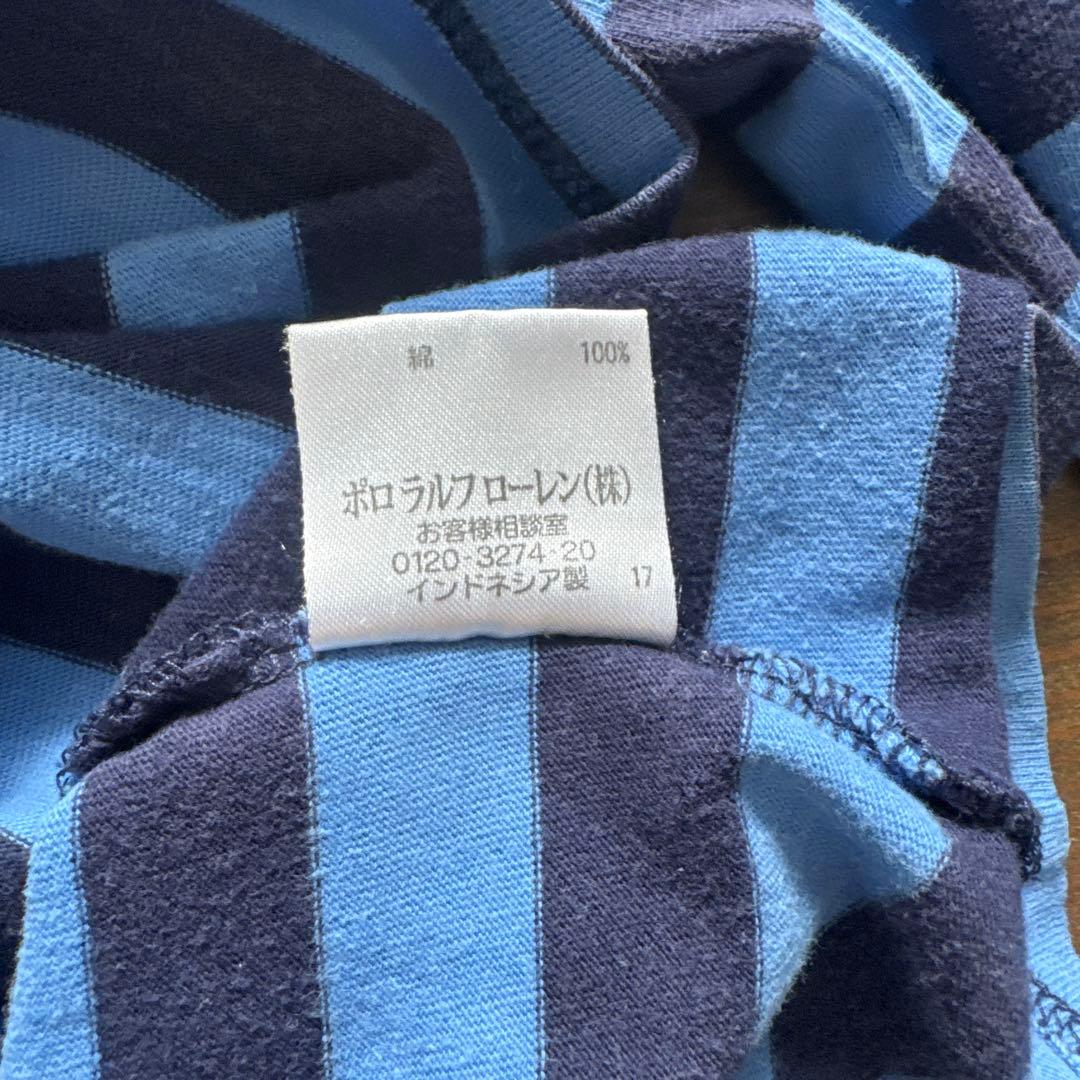 綿 100%
ポロ ラルフ ローレン(株)
お客様相談室
0120-3274-20
インドネシア製 17